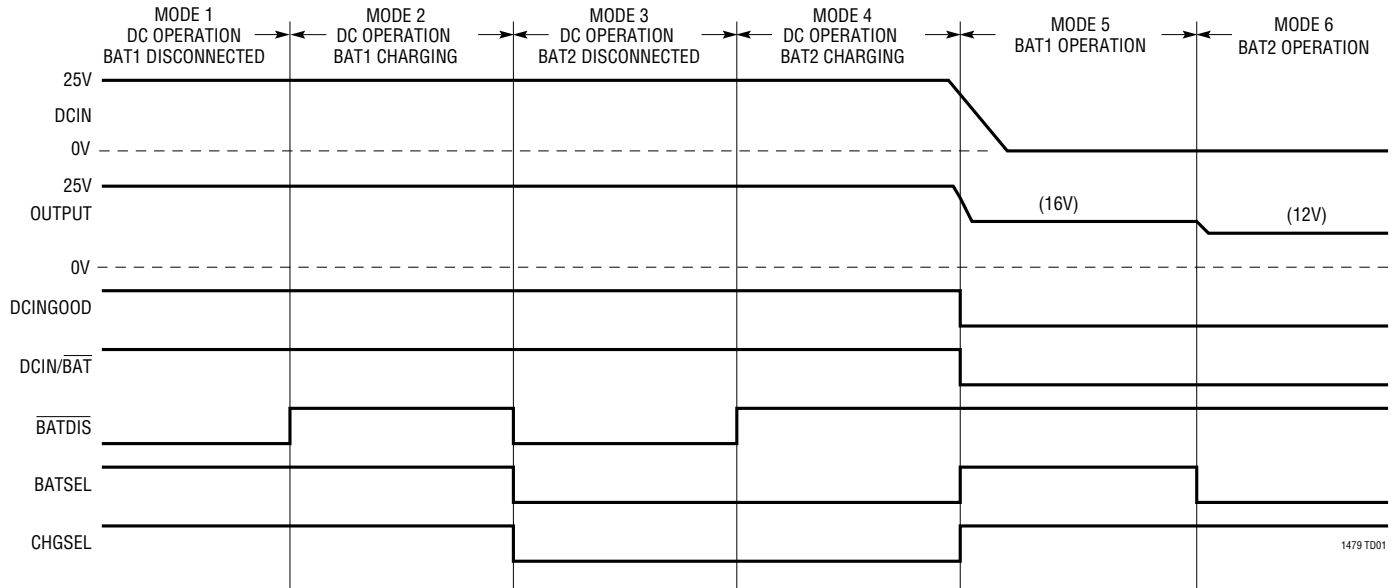 MODE 1
DC OPERATION
BAT1 DISCONNECTED
MODE 2
DC OPERATION
BAT1 CHARGING
MODE 3
DC OPERATION
BAT2 DISCONNECTED
MODE 4
DC OPERATION
BAT2 CHARGING
MODE 5
BAT1 OPERATION
MODE 6
BAT2 OPERATION
25V
DCIN
0V
25V
OUTPUT
(16V)
(12V)
0V
DCINGOOD
DCIN/B̅A̅T̅
B̅A̅T̅D̅I̅S̅
BATSEL
CHGSEL
1479 TD01